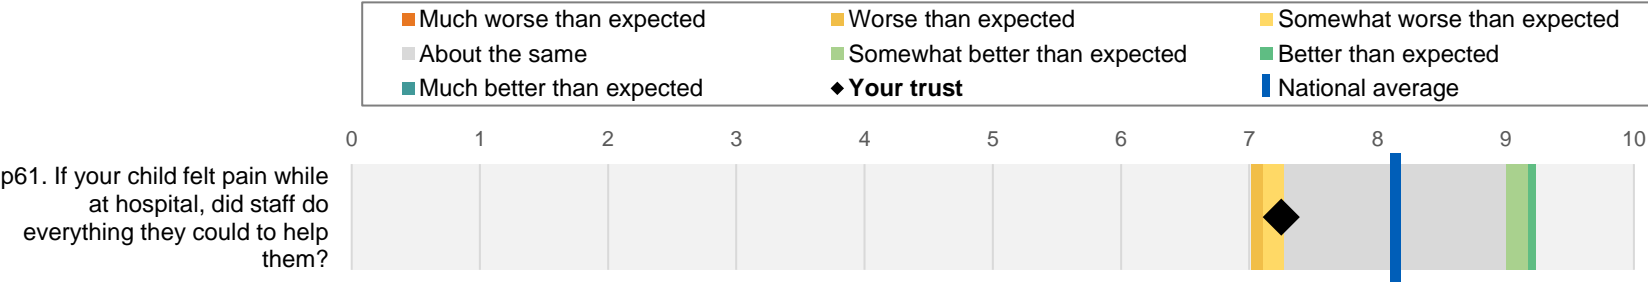 Much worse than expected Worse than expected Somewhat worse than expected
About the same Somewhat better than expected Better than expected
Much better than expected Your trust National average
0 1 2 3 4 5 6 7 8 9 10
p61. If your child felt pain while
at hospital, did staff do
everything they could to help
them?